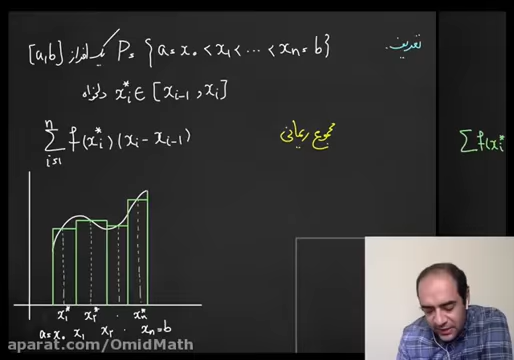 تعریف.
P = { a = x₀ < x₁ < ... < xₙ = b } یک افراز [a,b]
xᵢ* ∈ [xᵢ₋₁ , xᵢ] دلخواه
∑ᵢ₌₁ⁿ f(xᵢ*)(xᵢ − xᵢ₋₁) مجموع ریمانی
∑ f(xᵢ*
x₁* x₂* . xₙ*
a=x₀ x₁ x₂ . xₙ=b
aparat.com/OmidMath